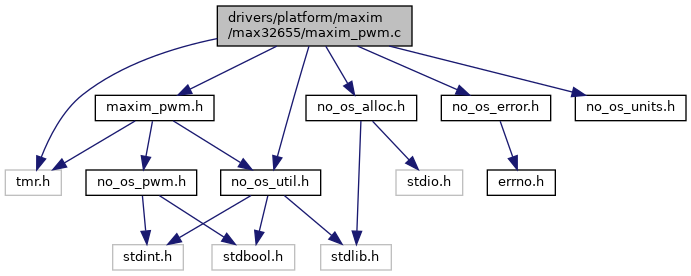 drivers/platform/maxim
/max32655/maxim_pwm.c
maxim_pwm.h
no_os_alloc.h
no_os_error.h
no_os_units.h
tmr.h
no_os_pwm.h
no_os_util.h
stdio.h
errno.h
stdint.h
stdbool.h
stdlib.h